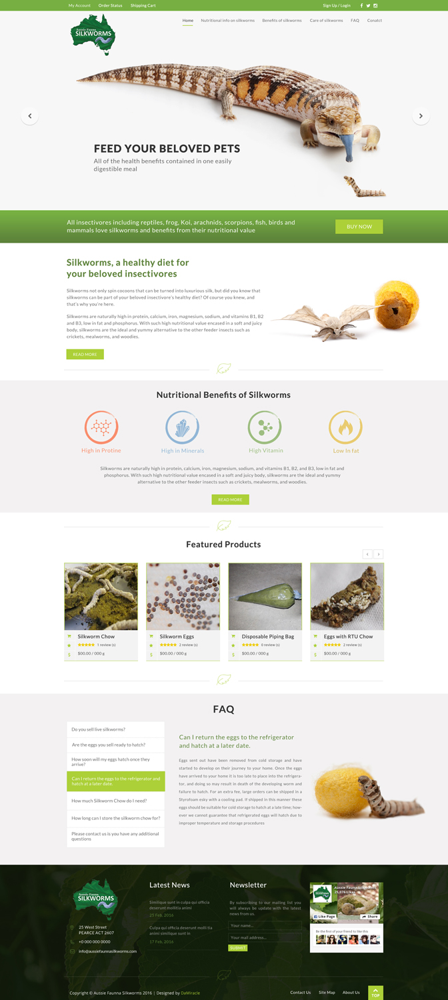 My Account Order Status Shipping Cart Sign Up / Login
Aussie Fauna
SILKWORMS
Home Nutritional info on silkworms Benefits of silkworms Care of silkworms FAQ Conatct
FEED YOUR BELOVED PETS
All of the health benefits contained in one easily
digestible meal
All insectivores including reptiles, frog, Koi, arachnids, scorpions, fish, birds and
mammals love silkworms and benefits from their nutritional value
BUY NOW
Silkworms, a healthy diet for
your beloved insectivores
Silkworms not only spin cocoons that can be turned into luxurious silk, but did you know that
silkworms can be part of your beloved insectivore's healthy diet? Of course you knew, and
that's why you're here.
Silkworms are naturally high in protein, calcium, iron, magnesium, sodium, and vitamins B1, B2
and B3, low in fat and phosphorus. With such high nutritional value encased in a soft and juicy
body, silkworms are the ideal and yummy alternative to the other feeder insects such as
crickets, mealworms, and woodies.
READ MORE
Nutritional Benefits of Silkworms
High in Protine High in Minerals High Vitamin Low In fat
Silkworms are naturally high in protein, calcium, iron, magnesium, sodium, and vitamins B1, B2, and B3, low in fat and
phosphorus. With such high nutritional value encased in a soft and juicy body, silkworms are the ideal and yummy
alternative to the other feeder insects such as crickets, mealworms, and woodies.
READ MORE
Featured Products
Silkworm Chow
1 review (s)
$00.00 / 000 g
Silkworm Eggs
2 review (s)
$00.00 / 000 g
Disposable Piping Bag
0 review (s)
$00.00 / 000 g
Eggs with RTU Chow
2 review (s)
$00.00 / 000 g
FAQ
Do you sell live silkworms?
Are the eggs you sell ready to hatch?
How soon will my eggs hatch once they
arrive?
Can I return the eggs to the refrigerator and
hatch at a later date.
How much Silkworm Chow do I need?
How long can I store the silkworm chow for?
Please contact us is you have any additional
questions
Can I return the eggs to the refrigerator
and hatch at a later date.
Eggs sent out have been removed from cold storage and have
started to develop on their journey to your home. Once the eggs
have arrived to your home it is too late to place into the refrigera-
tor, and doing so may result in death of the developing worm and
failure to hatch. For an extra fee, large orders can be shipped in a
Styrofoam esky with a cooling pad. If shipped in this manner these
eggs should be suitable for cold storage to hatch at a late time; how-
ever we cannot guarantee that refrigerated eggs will hatch due to
improper temperature and storage procedures
Aussie Fauna
SILKWORMS
25 West Street
PEARCE ACT 2607
+0 000 000 0000
info@aussiefaunnasilkworms.com
Latest News
Similique sunt in culpa qui officia
deserunt mollitia animi
25 Feb, 2016
Culpa qui officia deserunt molli tia
animi similique sunt in
17 Feb, 2016
Newsletter
By subscribing to our mailing list you
will always be update with the latest
news from us.
Your name...
Your mail address...
SUBMIT
Aussie Faunad
25,076 Likes
Like Page Share
Be the first of your friend to like this
Copyright © Aussie Faunna Silkworms 2016 | Designed by DaMiracle
Contact Us Site Map About Us
TOP